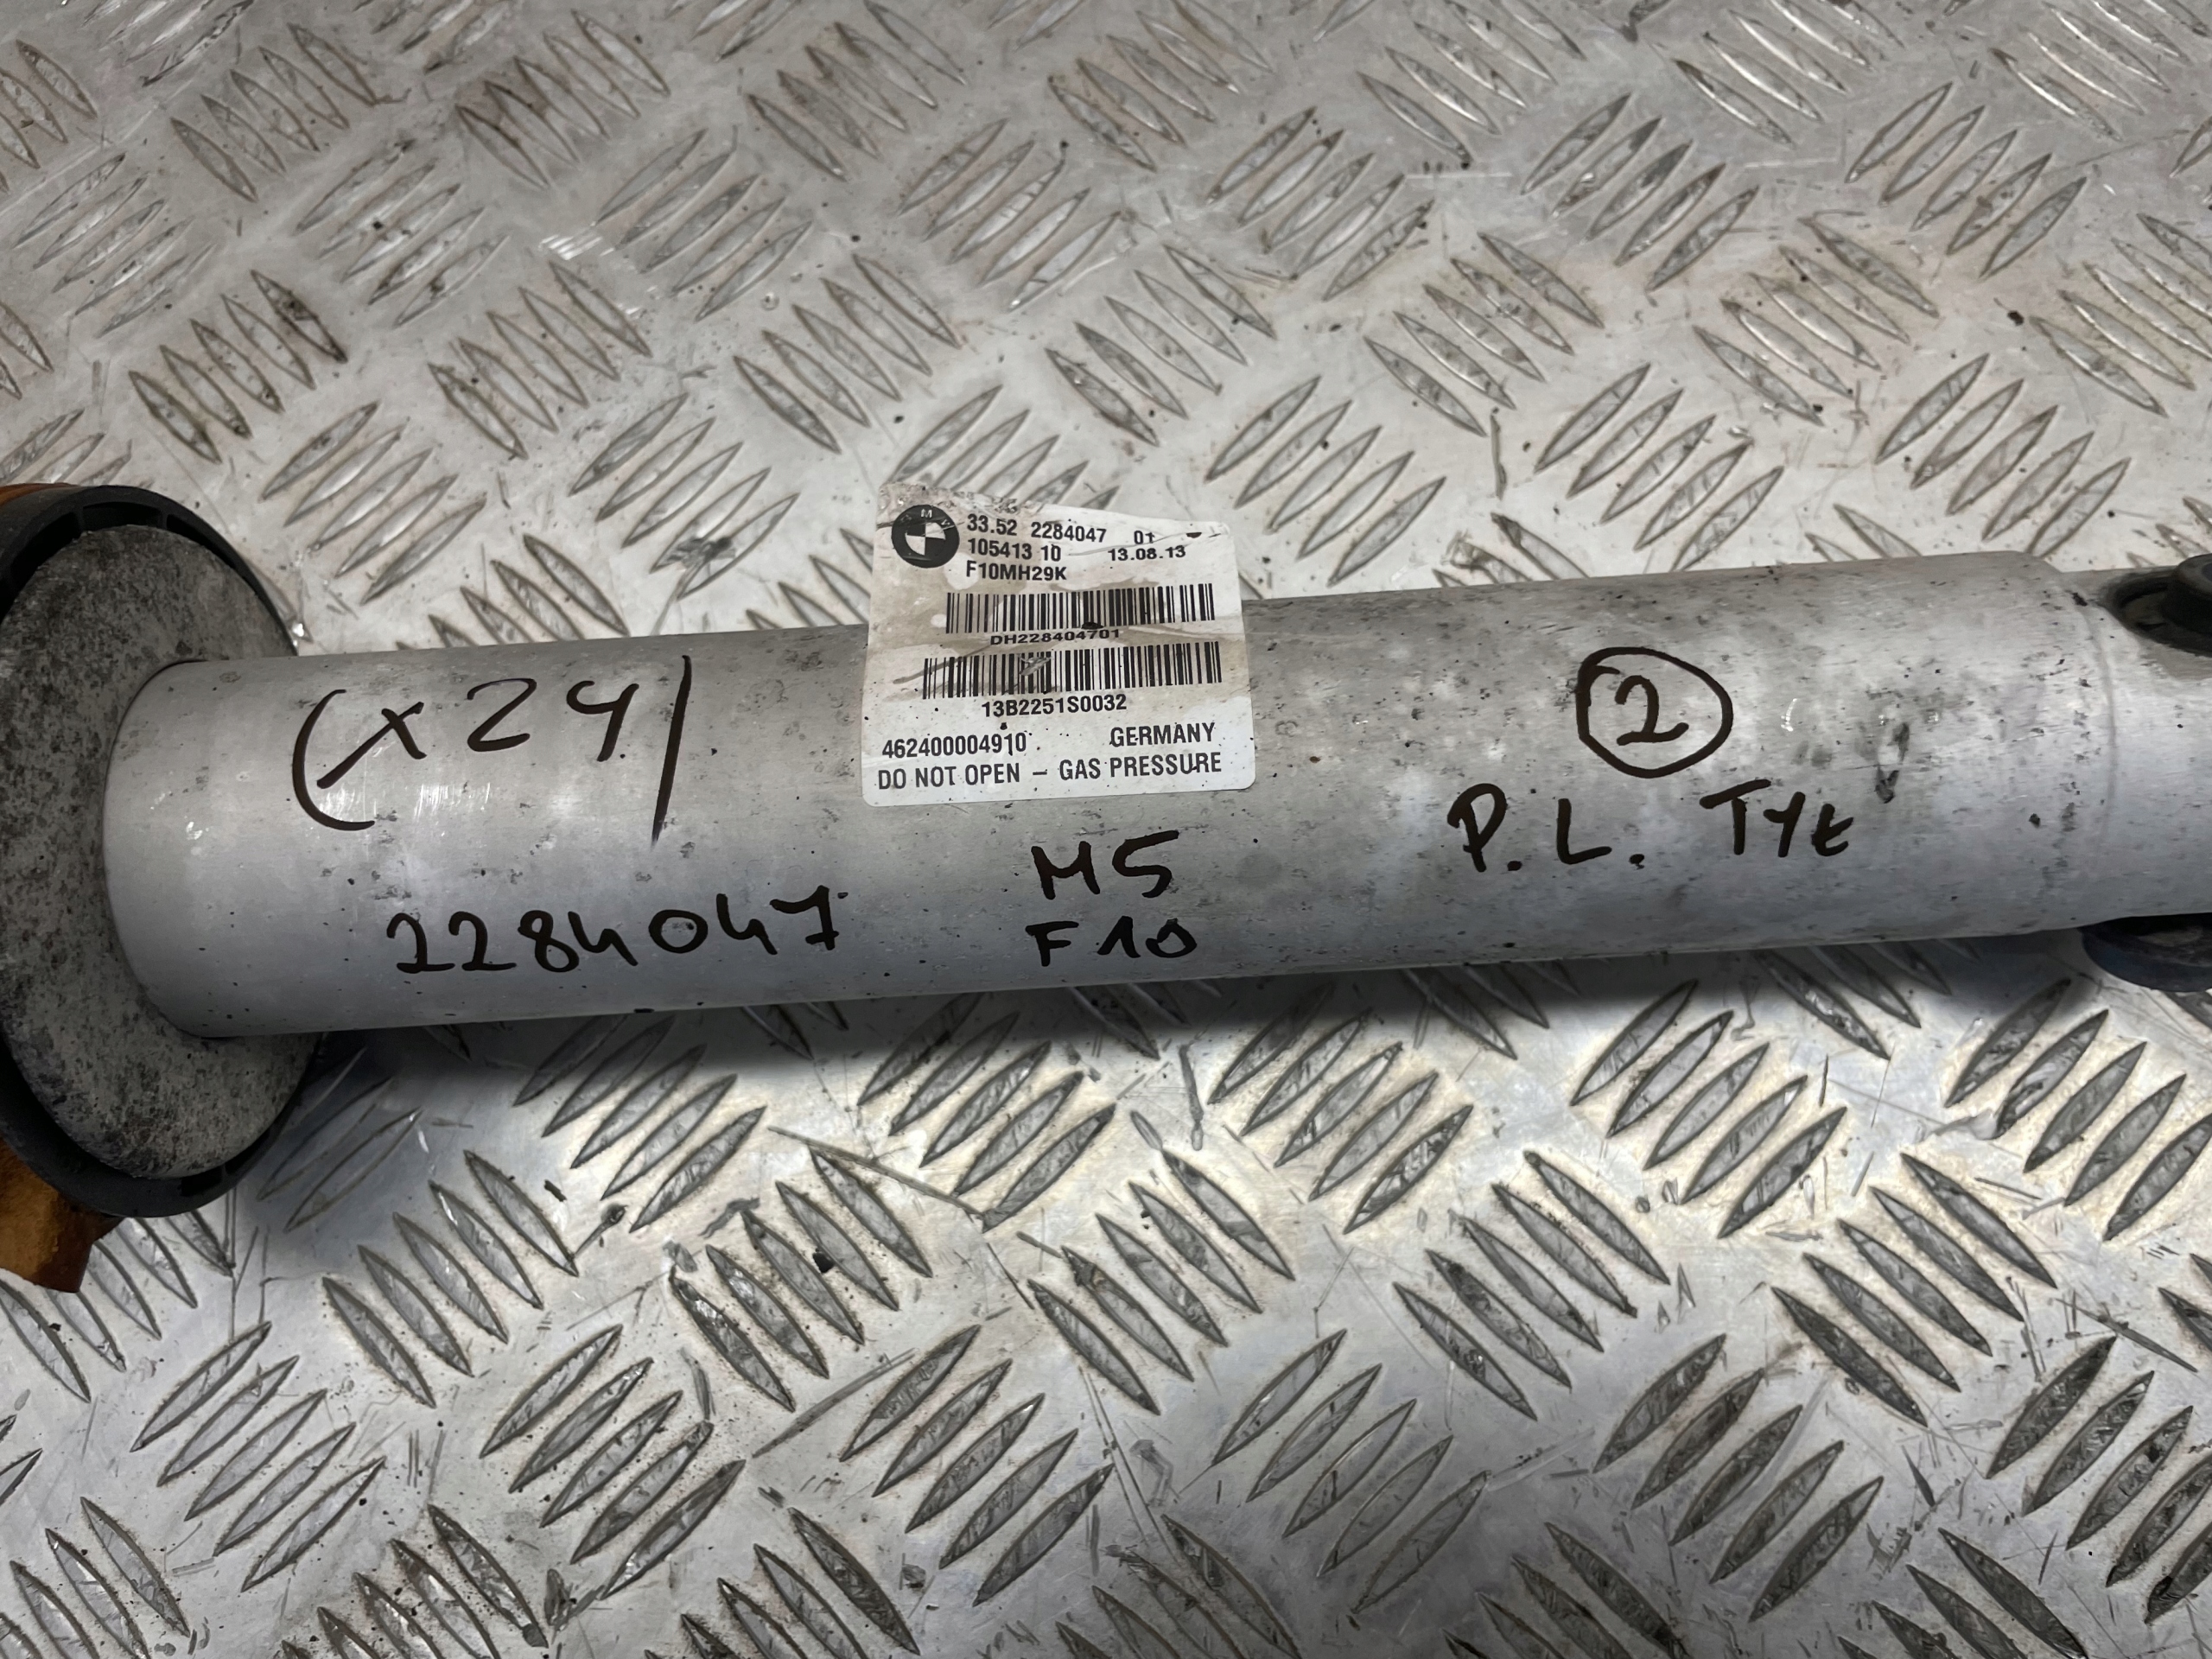 BMW
33.52 2284047 01
105413 10 13.08.13
F10MH29K
DH228404701
13B2251S0032
462400004910 GERMANY
DO NOT OPEN – GAS PRESSURE
(x24)
2284047
M5
F10
2
P.L. TYŁ